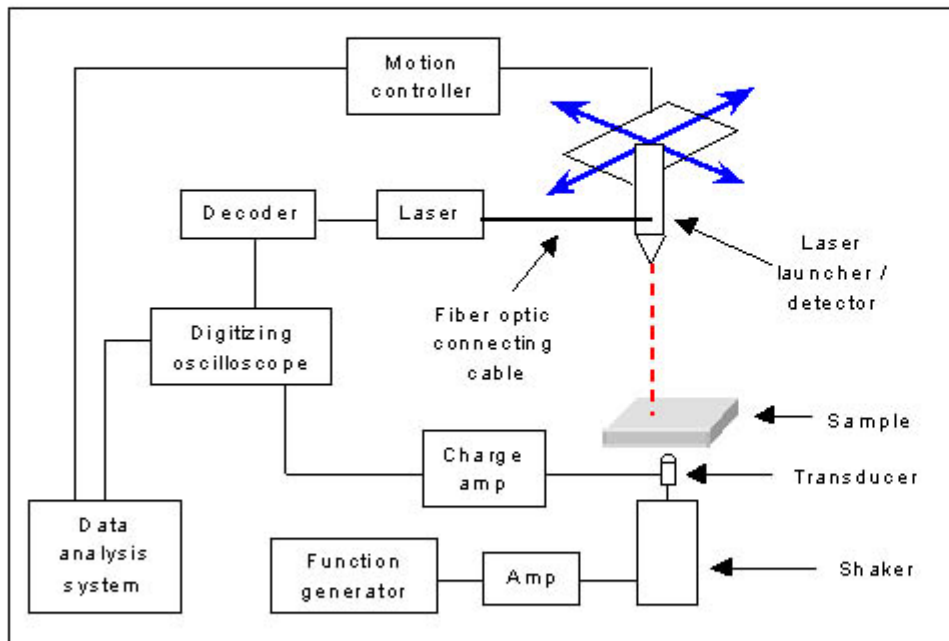 Motion
controller
Decoder
Laser
Laser
launcher /
detector
Fiber optic
connecting
cable
Digitizing
oscilloscope
Sample
Charge
amp
Transducer
Data
analysis
system
Function
generator
Amp
Shaker